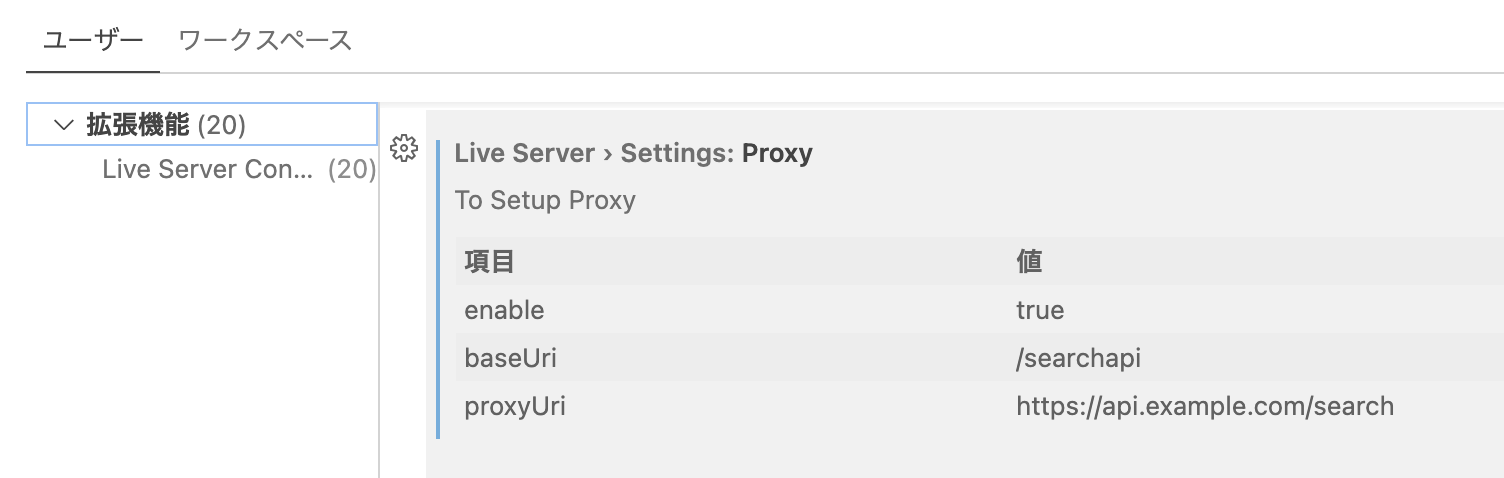 ユーザー ワークスペース
拡張機能 (20)
Live Server Con... (20)
Live Server › Settings: Proxy
To Setup Proxy
項目 値
enable true
baseUri /searchapi
proxyUri https://api.example.com/search